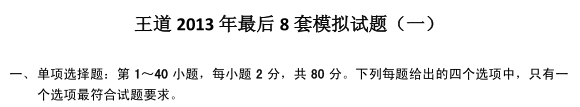 王道 2013 年最后 8 套模拟试题（一）
一、单项选择题：第 1～40 小题，每小题 2 分，共 80 分。下列每题给出的四个选项中，只有一
个选项最符合试题要求。